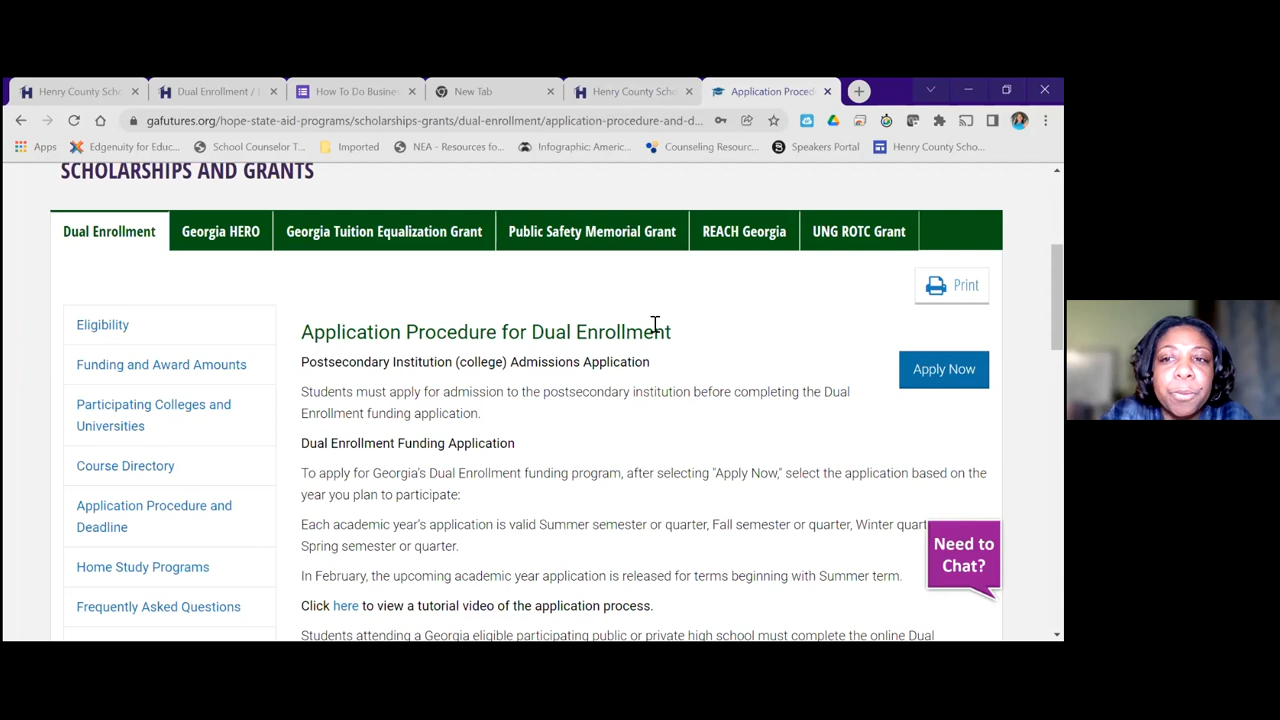 Henry County Scho
Dual Enrollment / I
How To Do Busine
New Tab
Henry County Scho
Application Proced
gafutures.org/hope-state-aid-programs/scholarships-grants/dual-enrollment/application-procedure-and-d...
Apps
Edgenuity for Educ...
School Counselor T...
Imported
NEA - Resources fo...
Infographic: Americ...
Counseling Resourc...
Speakers Portal
Henry County Scho...
SCHOLARSHIPS AND GRANTS
Dual Enrollment
Georgia HERO
Georgia Tuition Equalization Grant
Public Safety Memorial Grant
REACH Georgia
UNG ROTC Grant
Print
Eligibility
Funding and Award Amounts
Participating Colleges and
Universities
Course Directory
Application Procedure and
Deadline
Home Study Programs
Frequently Asked Questions
Application Procedure for Dual Enrollment
Postsecondary Institution (college) Admissions Application
Apply Now
Students must apply for admission to the postsecondary institution before completing the Dual
Enrollment funding application.
Dual Enrollment Funding Application
To apply for Georgia's Dual Enrollment funding program, after selecting "Apply Now," select the application based on the
year you plan to participate:
Each academic year's application is valid Summer semester or quarter, Fall semester or quarter, Winter quart
Spring semester or quarter.
In February, the upcoming academic year application is released for terms beginning with Summer term.
Click here to view a tutorial video of the application process.
Students attending a Georgia eligible participating public or private high school must complete the online Dual
Need to
Chat?